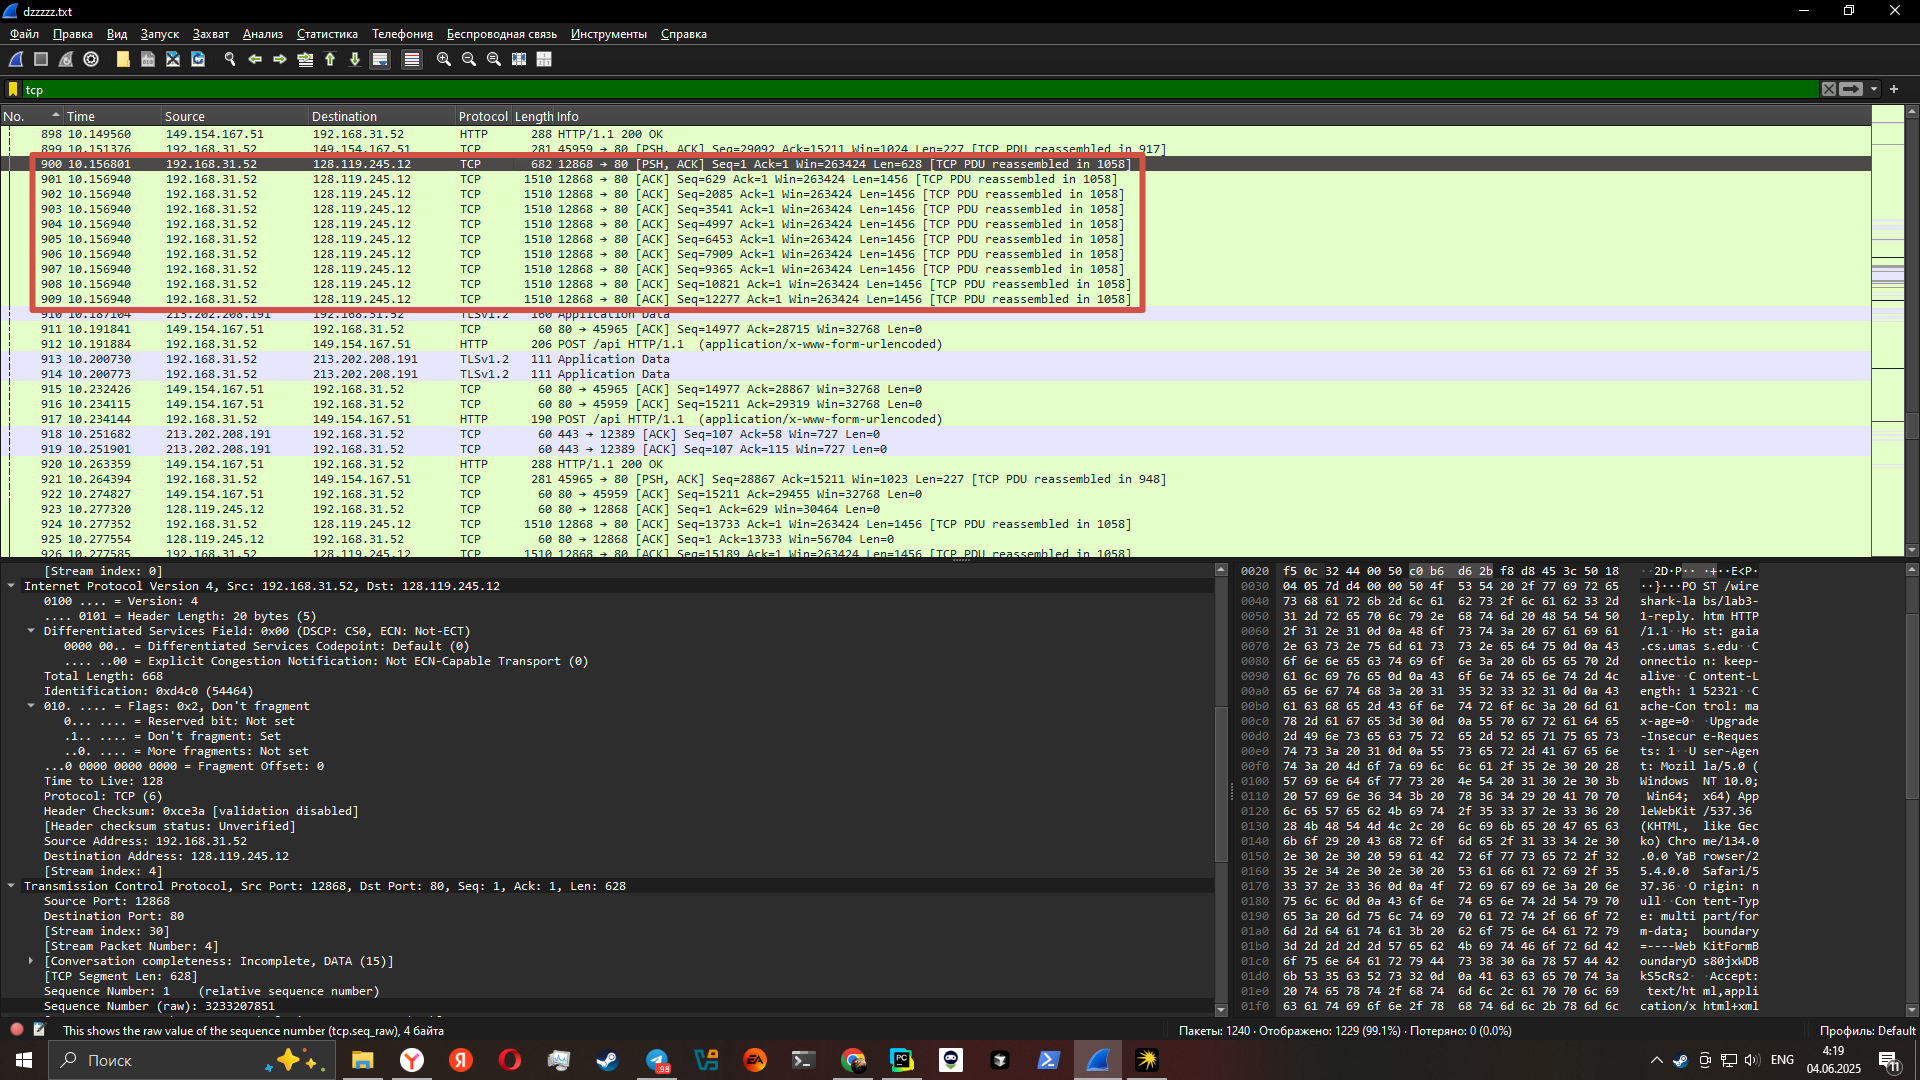 dzzzzz.txt
Файл Правка Вид Запуск Захват Анализ Статистика Телефония Беспроводная связь Инструменты Справка
tcp
No. Time Source Destination Protocol Length Info
898 10.149560 149.154.167.51 192.168.31.52 HTTP 288 HTTP/1.1 200 OK
899 10.151376 192.168.31.52 149.154.167.51 TCP 281 45959 → 80 [PSH, ACK] Seq=29092 Ack=15211 Win=1024 Len=227 [TCP PDU reassembled in 917]
900 10.156801 192.168.31.52 128.119.245.12 TCP 682 12868 → 80 [PSH, ACK] Seq=1 Ack=1 Win=263424 Len=628 [TCP PDU reassembled in 1058]
901 10.156940 192.168.31.52 128.119.245.12 TCP 1510 12868 → 80 [ACK] Seq=629 Ack=1 Win=263424 Len=1456 [TCP PDU reassembled in 1058]
902 10.156940 192.168.31.52 128.119.245.12 TCP 1510 12868 → 80 [ACK] Seq=2085 Ack=1 Win=263424 Len=1456 [TCP PDU reassembled in 1058]
903 10.156940 192.168.31.52 128.119.245.12 TCP 1510 12868 → 80 [ACK] Seq=3541 Ack=1 Win=263424 Len=1456 [TCP PDU reassembled in 1058]
904 10.156940 192.168.31.52 128.119.245.12 TCP 1510 12868 → 80 [ACK] Seq=4997 Ack=1 Win=263424 Len=1456 [TCP PDU reassembled in 1058]
905 10.156940 192.168.31.52 128.119.245.12 TCP 1510 12868 → 80 [ACK] Seq=6453 Ack=1 Win=263424 Len=1456 [TCP PDU reassembled in 1058]
906 10.156940 192.168.31.52 128.119.245.12 TCP 1510 12868 → 80 [ACK] Seq=7909 Ack=1 Win=263424 Len=1456 [TCP PDU reassembled in 1058]
907 10.156940 192.168.31.52 128.119.245.12 TCP 1510 12868 → 80 [ACK] Seq=9365 Ack=1 Win=263424 Len=1456 [TCP PDU reassembled in 1058]
908 10.156940 192.168.31.52 128.119.245.12 TCP 1510 12868 → 80 [ACK] Seq=10821 Ack=1 Win=263424 Len=1456 [TCP PDU reassembled in 1058]
909 10.156940 192.168.31.52 128.119.245.12 TCP 1510 12868 → 80 [ACK] Seq=12277 Ack=1 Win=263424 Len=1456 [TCP PDU reassembled in 1058]
910 10.187104 213.202.208.191 192.168.31.52 TLSv1.2 160 Application Data
911 10.191841 149.154.167.51 192.168.31.52 TCP 60 80 → 45965 [ACK] Seq=14977 Ack=28715 Win=32768 Len=0
912 10.191884 192.168.31.52 149.154.167.51 HTTP 206 POST /api HTTP/1.1 (application/x-www-form-urlencoded)
913 10.200730 192.168.31.52 213.202.208.191 TLSv1.2 111 Application Data
914 10.200773 192.168.31.52 213.202.208.191 TLSv1.2 111 Application Data
915 10.232426 149.154.167.51 192.168.31.52 TCP 60 80 → 45965 [ACK] Seq=14977 Ack=28867 Win=32768 Len=0
916 10.234115 149.154.167.51 192.168.31.52 TCP 60 80 → 45959 [ACK] Seq=15211 Ack=29319 Win=32768 Len=0
917 10.234144 192.168.31.52 149.154.167.51 HTTP 190 POST /api HTTP/1.1 (application/x-www-form-urlencoded)
918 10.251682 213.202.208.191 192.168.31.52 TCP 60 443 → 12389 [ACK] Seq=107 Ack=58 Win=727 Len=0
919 10.251901 213.202.208.191 192.168.31.52 TCP 60 443 → 12389 [ACK] Seq=107 Ack=115 Win=727 Len=0
920 10.263359 149.154.167.51 192.168.31.52 HTTP 288 HTTP/1.1 200 OK
921 10.264394 192.168.31.52 149.154.167.51 TCP 281 45965 → 80 [PSH, ACK] Seq=28867 Ack=15211 Win=1023 Len=227 [TCP PDU reassembled in 948]
922 10.274827 149.154.167.51 192.168.31.52 TCP 60 80 → 45959 [ACK] Seq=15211 Ack=29455 Win=32768 Len=0
923 10.277320 128.119.245.12 192.168.31.52 TCP 60 80 → 12868 [ACK] Seq=1 Ack=629 Win=30464 Len=0
924 10.277352 192.168.31.52 128.119.245.12 TCP 1510 12868 → 80 [ACK] Seq=13733 Ack=1 Win=263424 Len=1456 [TCP PDU reassembled in 1058]
925 10.277554 128.119.245.12 192.168.31.52 TCP 60 80 → 12868 [ACK] Seq=1 Ack=13733 Win=56704 Len=0
926 10.277585 192.168.31.52 128.119.245.12 TCP 1510 12868 → 80 [ACK] Seq=15189 Ack=1 Win=263424 Len=1456 [TCP PDU reassembled in 1058]
[Stream index: 0]
Internet Protocol Version 4, Src: 192.168.31.52, Dst: 128.119.245.12
0100 .... = Version: 4
.... 0101 = Header Length: 20 bytes (5)
Differentiated Services Field: 0x00 (DSCP: CS0, ECN: Not-ECT)
0000 00.. = Differentiated Services Codepoint: Default (0)
.... ..00 = Explicit Congestion Notification: Not ECN-Capable Transport (0)
Total Length: 668
Identification: 0xd4c0 (54464)
010. .... = Flags: 0x2, Don't fragment
0... .... = Reserved bit: Not set
.1.. .... = Don't fragment: Set
..0. .... = More fragments: Not set
...0 0000 0000 0000 = Fragment Offset: 0
Time to Live: 128
Protocol: TCP (6)
Header Checksum: 0xce3a [validation disabled]
[Header checksum status: Unverified]
Source Address: 192.168.31.52
Destination Address: 128.119.245.12
[Stream index: 4]
Transmission Control Protocol, Src Port: 12868, Dst Port: 80, Seq: 1, Ack: 1, Len: 628
Source Port: 12868
Destination Port: 80
[Stream index: 30]
[Stream Packet Number: 4]
[Conversation completeness: Incomplete, DATA (15)]
[TCP Segment Len: 628]
Sequence Number: 1 (relative sequence number)
Sequence Number (raw): 3233207851
0020 f5 0c 32 44 00 50 c0 b6 d6 2b f8 d8 45 3c 50 18 ··2D·P·· ·+··E<P·
0030 04 05 7d d4 00 00 50 4f 53 54 20 2f 77 69 72 65 ··}···PO ST /wire
0040 73 68 61 72 6b 2d 6c 61 62 73 2f 6c 61 62 33 2d shark-la bs/lab3-
0050 31 2d 72 65 70 6c 79 2e 68 74 6d 20 48 54 54 50 1-reply. htm HTTP
0060 2f 31 2e 31 0d 0a 48 6f 73 74 3a 20 67 61 69 61 /1.1··Ho st: gaia
0070 2e 63 73 2e 75 6d 61 73 73 2e 65 64 75 0d 0a 43 .cs.umas s.edu··C
0080 6f 6e 6e 65 63 74 69 6f 6e 3a 20 6b 65 65 70 2d onnectio n: keep-
0090 61 6c 69 76 65 0d 0a 43 6f 6e 74 65 6e 74 2d 4c alive··C ontent-L
00a0 65 6e 67 74 68 3a 20 31 35 32 33 32 31 0d 0a 43 ength: 1 52321··C
00b0 61 63 68 65 2d 43 6f 6e 74 72 6f 6c 3a 20 6d 61 ache-Con trol: ma
00c0 78 2d 61 67 65 3d 30 0d 0a 55 70 67 72 61 64 65 x-age=0· ·Upgrade
00d0 2d 49 6e 73 65 63 75 72 65 2d 52 65 71 75 65 73 -Insecur e-Reques
00e0 74 73 3a 20 31 0d 0a 55 73 65 72 2d 41 67 65 6e ts: 1··U ser-Agen
00f0 74 3a 20 4d 6f 7a 69 6c 6c 61 2f 35 2e 30 20 28 t: Mozil la/5.0 (
0100 57 69 6e 64 6f 77 73 20 4e 54 20 31 30 2e 30 3b Windows NT 10.0;
0110 20 57 69 6e 36 34 3b 20 78 36 34 29 20 41 70 70 Win64; x64) App
0120 6c 65 57 65 62 4b 69 74 2f 35 33 37 2e 33 36 20 leWebKit /537.36
0130 28 4b 48 54 4d 4c 2c 20 6c 69 6b 65 20 47 65 63 (KHTML, like Gec
0140 6b 6f 29 20 43 68 72 6f 6d 65 2f 31 33 34 2e 30 ko) Chro me/134.0
0150 2e 30 2e 30 20 59 61 42 72 6f 77 73 65 72 2f 32 .0.0 YaB rowser/2
0160 35 2e 34 2e 30 2e 30 20 53 61 66 61 72 69 2f 35 5.4.0.0 Safari/5
0170 33 37 2e 33 36 0d 0a 4f 72 69 67 69 6e 3a 20 6e 37.36··O rigin: n
0180 75 6c 6c 0d 0a 43 6f 6e 74 65 6e 74 2d 54 79 70 ull··Con tent-Typ
0190 65 3a 20 6d 75 6c 74 69 70 61 72 74 2f 66 6f 72 e: multi part/for
01a0 6d 2d 64 61 74 61 3b 20 62 6f 75 6e 64 61 72 79 m-data; boundary
01b0 3d 2d 2d 2d 2d 57 65 62 4b 69 74 46 6f 72 6d 42 =----Web KitFormB
01c0 6f 75 6e 64 61 72 79 44 73 38 30 6a 78 57 44 42 oundaryD s80jxWDB
01d0 6b 53 35 63 52 73 32 0d 0a 41 63 63 65 70 74 3a kS5cRs2· ·Accept:
01e0 20 74 65 78 74 2f 68 74 6d 6c 2c 61 70 70 6c 69 text/ht ml,appli
01f0 63 61 74 69 6f 6e 2f 78 68 74 6d 6c 2b 78 6d 6c cation/x html+xml
This shows the raw value of the sequence number (tcp.seq_raw), 4 байта
Пакеты: 1240 · Отображено: 1229 (99.1%) · Потеряно: 0 (0.0%)
Профиль: Default
Поиск
ENG
4:19
04.06.2025
11